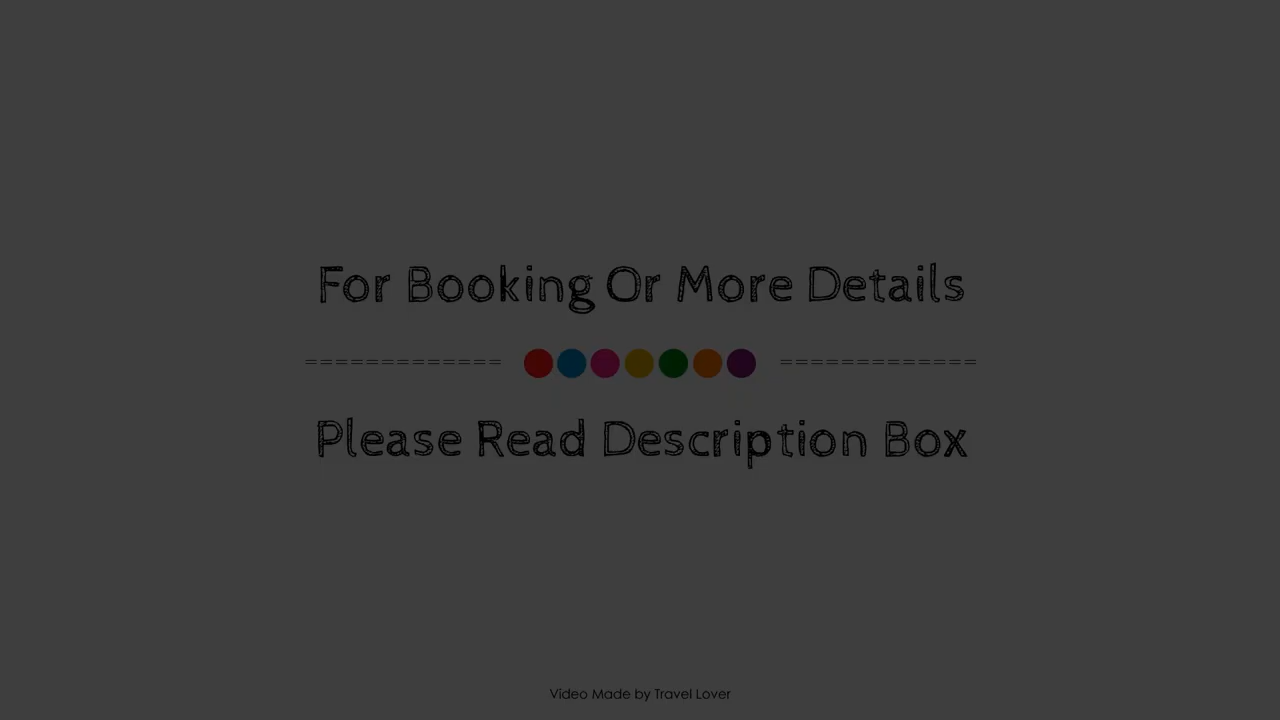 For Booking Or More Details
============= =============
Please Read Description Box
Video Made by Travel Lover